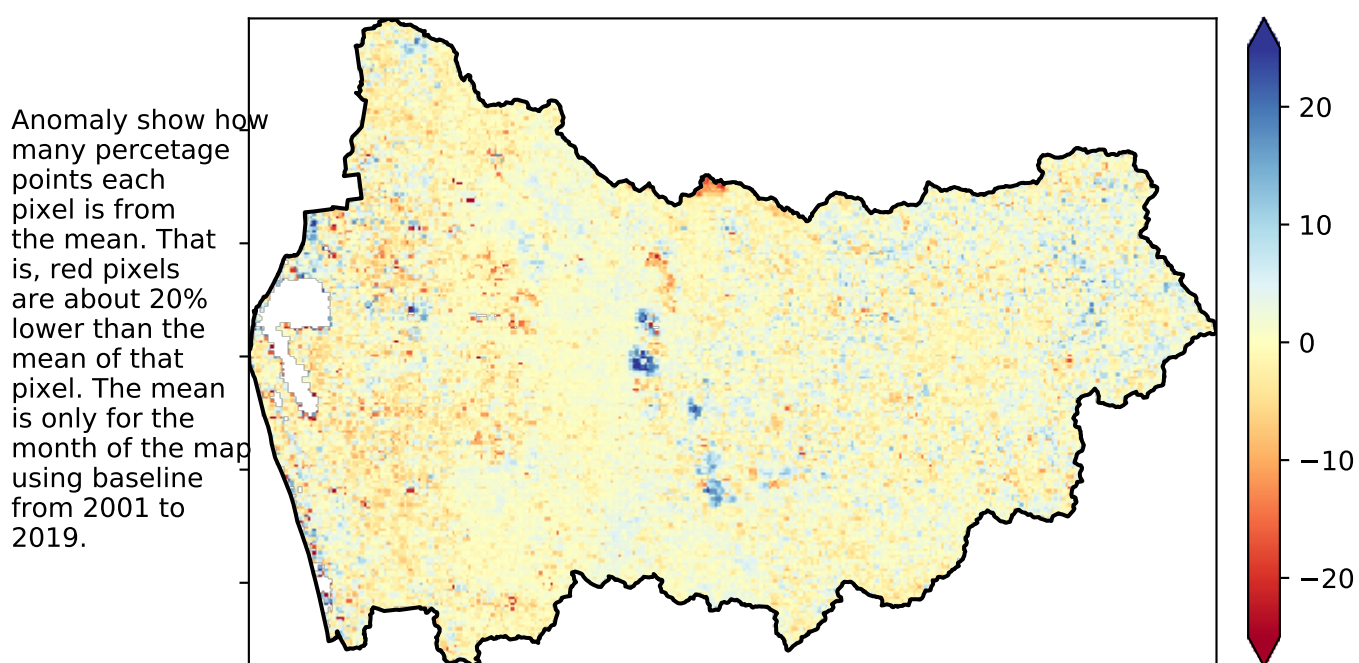 Anomaly show how
many percetage
points each
pixel is from
the mean. That
is, red pixels
are about 20%
lower than the
mean of that
pixel. The mean
is only for the
month of the map
using baseline
from 2001 to
2019.
20
10
0
−10
−20